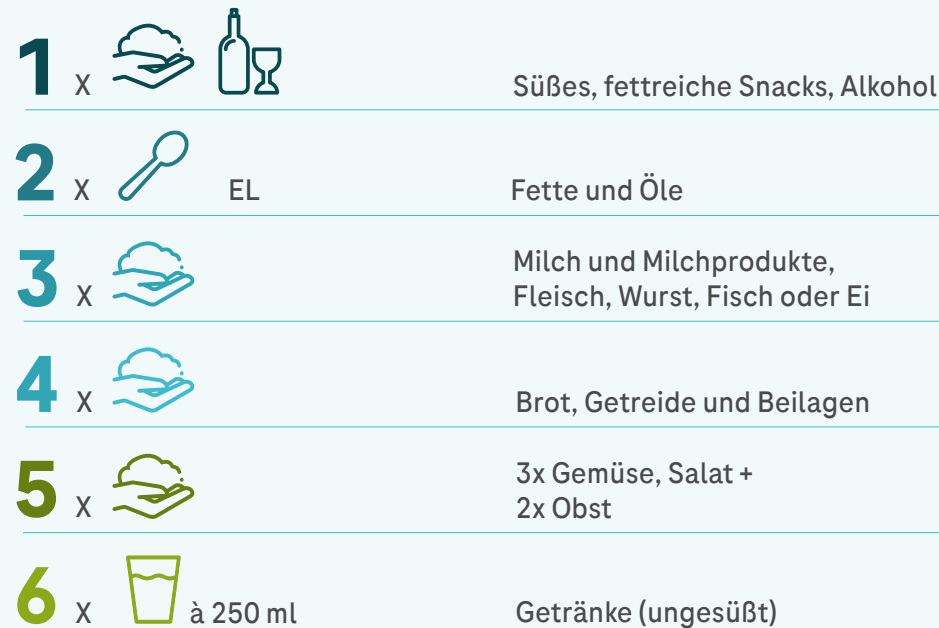 1 x Süßes, fettreiche Snacks, Alkohol
2 x EL Fette und Öle
3 x Milch und Milchprodukte,
Fleisch, Wurst, Fisch oder Ei
4 x Brot, Getreide und Beilagen
5 x 3x Gemüse, Salat +
2x Obst
6 x à 250 ml Getränke (ungesüßt)